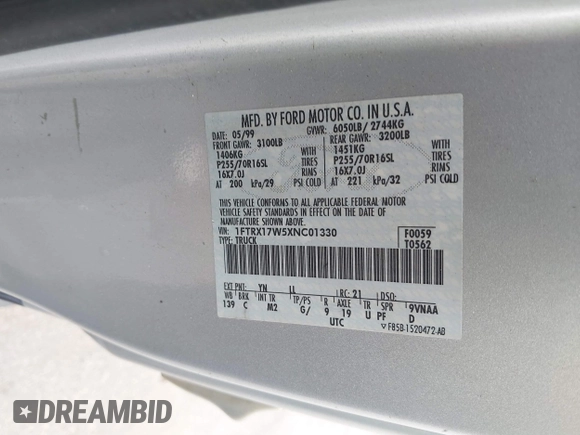 MFD. BY FORD MOTOR CO. IN U.S.A.
DATE: 05/99 GVWR: 6050LB/ 2744KG
FRONT GAWR: 3100LB REAR GAWR: 3200LB
1406KG WITH 1451KG WITH
P255/70R16SL TIRES P255/70R16SL TIRES
16X7.0J RIMS 16X7.0J RIMS
AT 200 kPa/29 PSI COLD AT 221 kPa/32 PSI COLD
THIS VEHICLE CONFORMS TO ALL APPLICABLE FEDERAL MOTOR
VEHICLE SAFETY STANDARDS IN EFFECT ON THE DATE OF
MANUFACTURE SHOWN ABOVE.
VIN: 1FTRX17W5XNC01330 F0059
TYPE: TRUCK T0562
EXT PNT: YN LL RC: 21 DSO:
WB BRK INT TR TP/PS R AXLE TR SPR 9VNAA
139 C M2 G/ 9 19 U PF D
UTC ▽ F85B-1520472-AB
DREAMBID